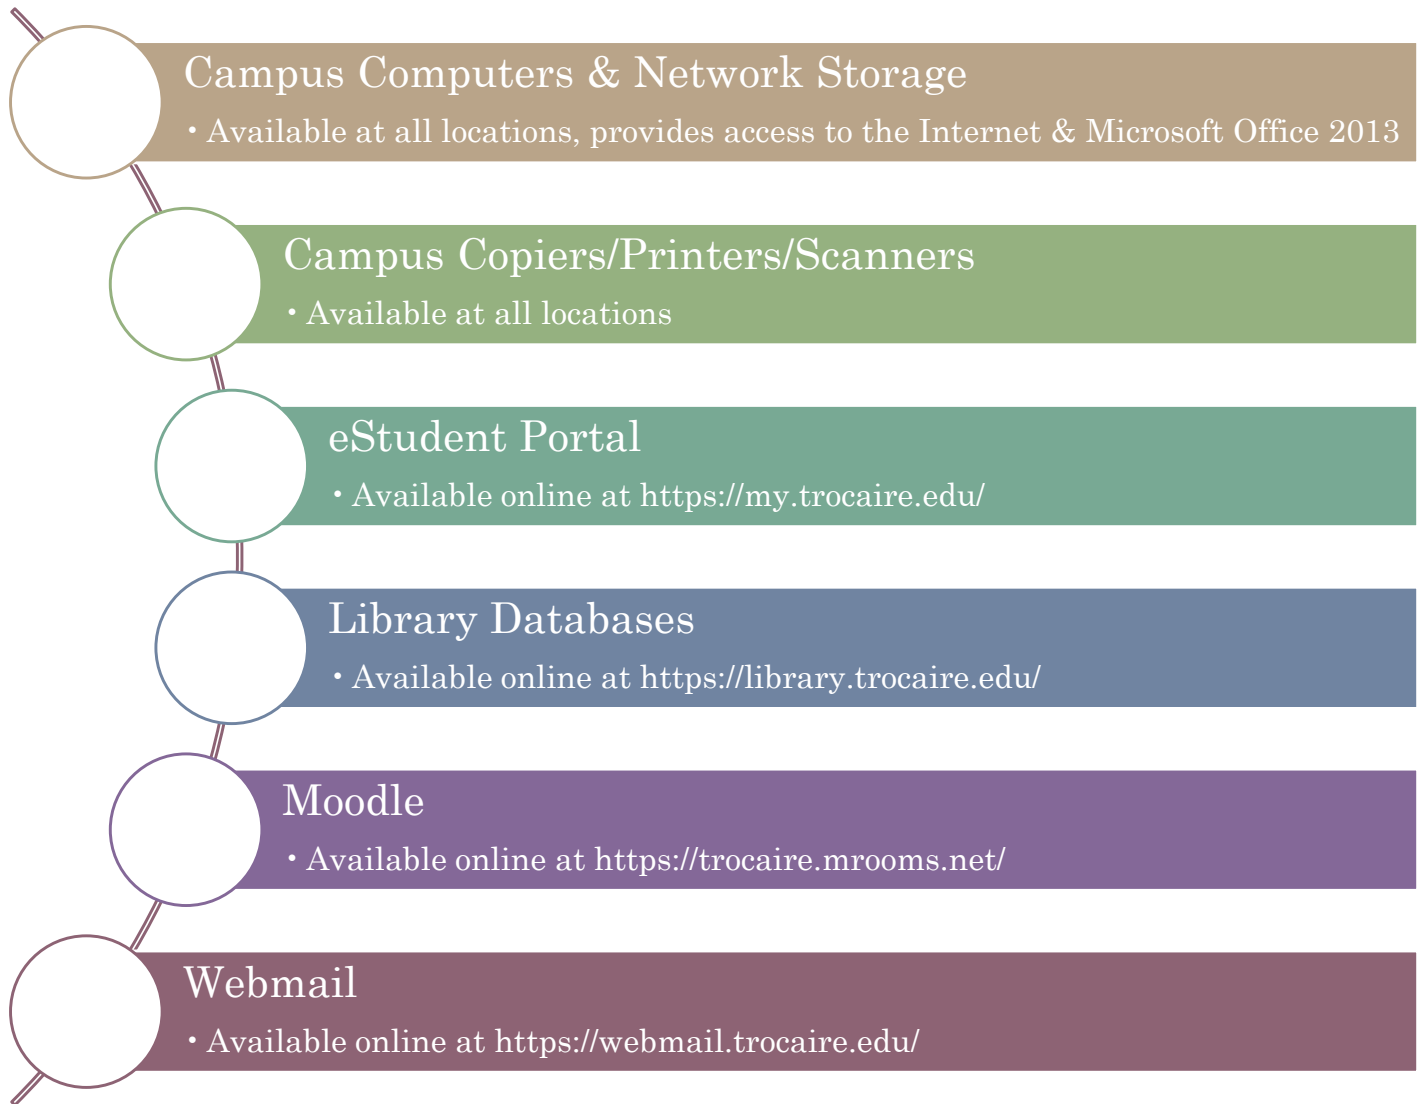 Campus Computers & Network Storage
• Available at all locations, provides access to the Internet & Microsoft Office 2013
Campus Copiers/Printers/Scanners
• Available at all locations
eStudent Portal
• Available online at https://my.trocaire.edu/
Library Databases
• Available online at https://library.trocaire.edu/
Moodle
• Available online at https://trocaire.mrooms.net/
Webmail
• Available online at https://webmail.trocaire.edu/